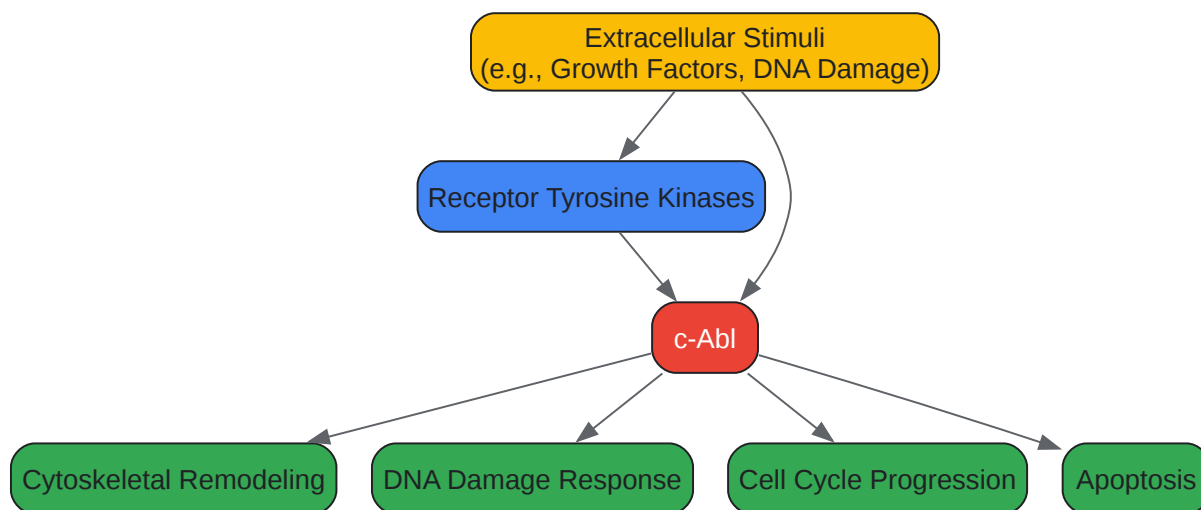 Extracellular Stimuli
(e.g., Growth Factors, DNA Damage)
Receptor Tyrosine Kinases
c-Abl
Cytoskeletal Remodeling
DNA Damage Response
Cell Cycle Progression
Apoptosis